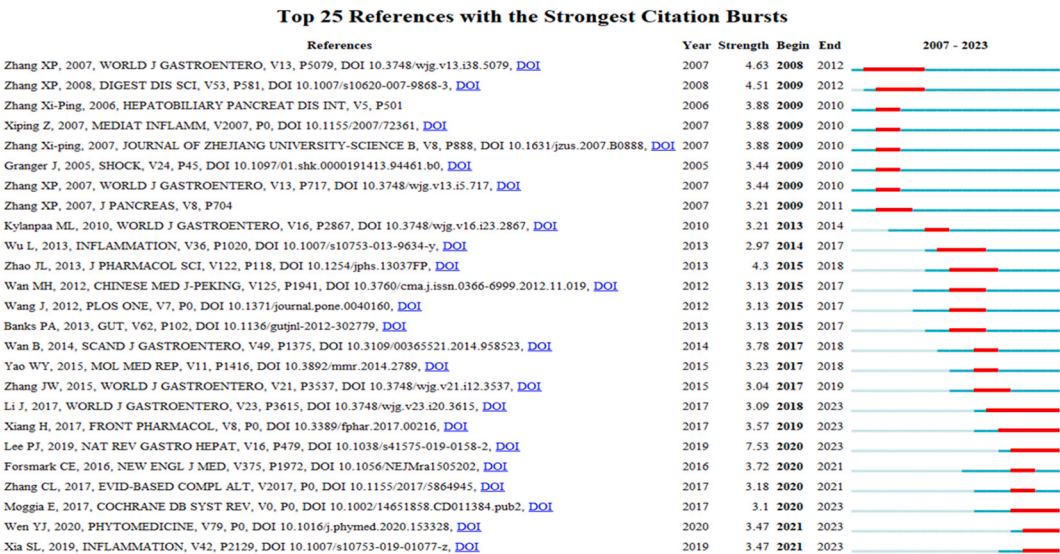 Top 25 References with the Strongest Citation Bursts
References Year Strength Begin End 2007 - 2023
Zhang XP, 2007, WORLD J GASTROENTERO, V13, P5079, DOI 10.3748/wjg.v13.i38.5079, DOI 2007 4.63 2008 2012
Zhang XP, 2008, DIGEST DIS SCI, V53, P581, DOI 10.1007/s10620-007-9868-3, DOI 2008 4.51 2009 2012
Zhang Xi-Ping, 2006, HEPATOBILIARY PANCREAT DIS INT, V5, P501 2006 3.88 2009 2010
Xiping Z, 2007, MEDIAT INFLAMM, V2007, P0, DOI 10.1155/2007/72361, DOI 2007 3.88 2009 2010
Zhang Xi-ping, 2007, JOURNAL OF ZHEJIANG UNIVERSITY-SCIENCE B, V8, P888, DOI 10.1631/jzus.2007.B0888, DOI 2007 3.88 2009 2010
Granger J, 2005, SHOCK, V24, P45, DOI 10.1097/01.shk.0000191413.94461.b0, DOI 2005 3.44 2009 2010
Zhang XP, 2007, WORLD J GASTROENTERO, V13, P717, DOI 10.3748/wjg.v13.i5.717, DOI 2007 3.44 2009 2010
Zhang XP, 2007, J PANCREAS, V8, P704 2007 3.21 2009 2011
Kylanpaa ML, 2010, WORLD J GASTROENTERO, V16, P2867, DOI 10.3748/wjg.v16.i23.2867, DOI 2010 3.21 2013 2014
Wu L, 2013, INFLAMMATION, V36, P1020, DOI 10.1007/s10753-013-9634-y, DOI 2013 2.97 2014 2017
Zhao JL, 2013, J PHARMACOL SCI, V122, P118, DOI 10.1254/jphs.13037FP, DOI 2013 4.3 2015 2018
Wan MH, 2012, CHINESE MED J-PEKING, V125, P1941, DOI 10.3760/cma.j.issn.0366-6999.2012.11.019, DOI 2012 3.13 2015 2017
Wang J, 2012, PLOS ONE, V7, P0, DOI 10.1371/journal.pone.0040160, DOI 2012 3.13 2015 2017
Banks PA, 2013, GUT, V62, P102, DOI 10.1136/gutjnl-2012-302779, DOI 2013 3.13 2015 2017
Wan B, 2014, SCAND J GASTROENTERO, V49, P1375, DOI 10.3109/00365521.2014.958523, DOI 2014 3.78 2017 2018
Yao WY, 2015, MOL MED REP, V11, P1416, DOI 10.3892/mmr.2014.2789, DOI 2015 3.23 2017 2018
Zhang JW, 2015, WORLD J GASTROENTERO, V21, P3537, DOI 10.3748/wjg.v21.i12.3537, DOI 2015 3.04 2017 2019
Li J, 2017, WORLD J GASTROENTERO, V23, P3615, DOI 10.3748/wjg.v23.i20.3615, DOI 2017 3.09 2018 2023
Xiang H, 2017, FRONT PHARMACOL, V8, P0, DOI 10.3389/fphar.2017.00216, DOI 2017 3.57 2019 2023
Lee PJ, 2019, NAT REV GASTRO HEPAT, V16, P479, DOI 10.1038/s41575-019-0158-2, DOI 2019 7.53 2020 2023
Forsmark CE, 2016, NEW ENGL J MED, V375, P1972, DOI 10.1056/NEJMra1505202, DOI 2016 3.72 2020 2021
Zhang CL, 2017, EVID-BASED COMPL ALT, V2017, P0, DOI 10.1155/2017/5864945, DOI 2017 3.18 2020 2021
Moggia E, 2017, COCHRANE DB SYST REV, V0, P0, DOI 10.1002/14651858.CD011384.pub2, DOI 2017 3.1 2020 2023
Wen YJ, 2020, PHYTOMEDICINE, V79, P0, DOI 10.1016/j.phymed.2020.153328, DOI 2020 3.47 2021 2023
Xia SL, 2019, INFLAMMATION, V42, P2129, DOI 10.1007/s10753-019-01077-z, DOI 2019 3.47 2021 2023